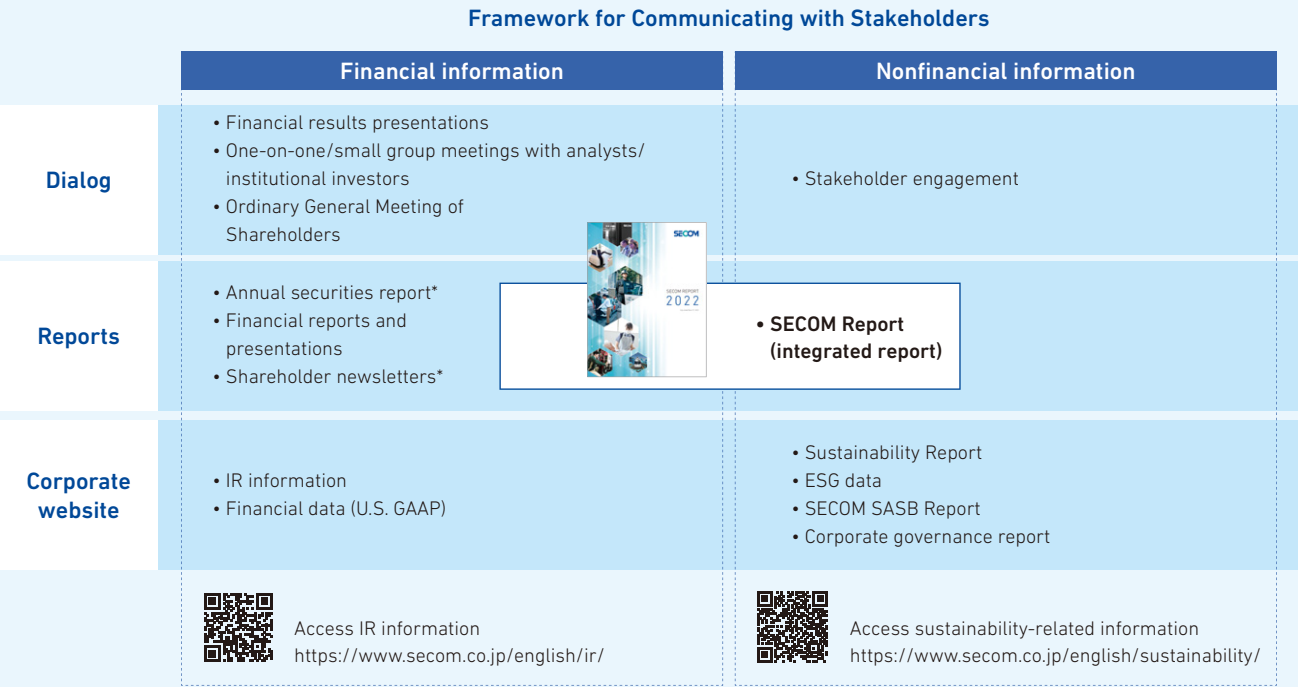 Framework for Communicating with Stakeholders
Financial information
Nonfinancial information
Dialog
• Financial results presentations
• One-on-one/small group meetings with analysts/
institutional investors
• Ordinary General Meeting of
Shareholders
• Stakeholder engagement
Reports
• Annual securities report*
• Financial reports and
presentations
• Shareholder newsletters*
SECOM
SECOM REPORT
2022
• SECOM Report
(integrated report)
Corporate
website
• IR information
• Financial data (U.S. GAAP)
• Sustainability Report
• ESG data
• SECOM SASB Report
• Corporate governance report
Access IR information
https://www.secom.co.jp/english/ir/
Access sustainability-related information
https://www.secom.co.jp/english/sustainability/